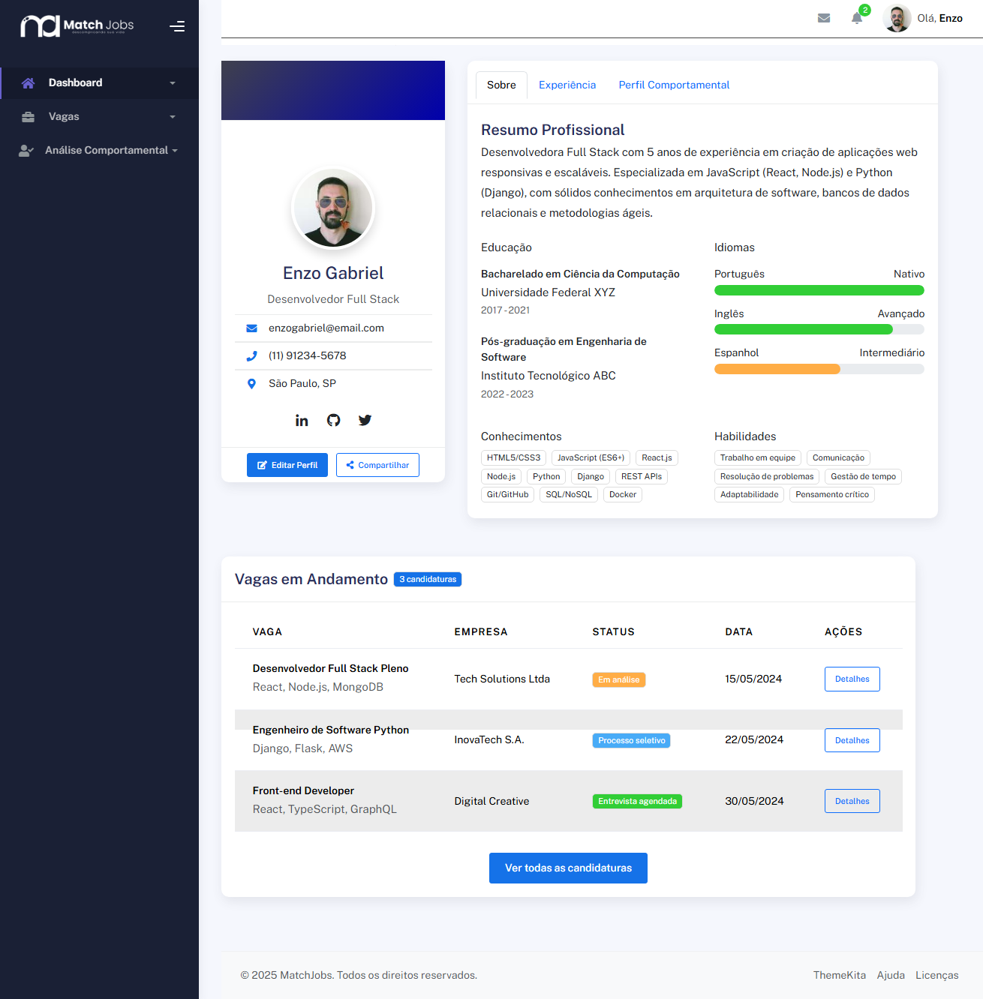 Match Jobs
descomplicando sua vida
2
Olá, Enzo
Dashboard
Vagas
Análise Comportamental
Enzo Gabriel
Desenvolvedor Full Stack
enzogabriel@email.com
(11) 91234-5678
São Paulo, SP
Editar Perfil
Compartilhar
Sobre
Experiência
Perfil Comportamental
Resumo Profissional
Desenvolvedora Full Stack com 5 anos de experiência em criação de aplicações web
responsivas e escaláveis. Especializada em JavaScript (React, Node.js) e Python
(Django), com sólidos conhecimentos em arquitetura de software, bancos de dados
relacionais e metodologias ágeis.
Educação
Bacharelado em Ciência da Computação
Universidade Federal XYZ
2017 - 2021
Pós-graduação em Engenharia de
Software
Instituto Tecnológico ABC
2022 - 2023
Idiomas
Português Nativo
Inglês Avançado
Espanhol Intermediário
Conhecimentos
HTML5/CSS3 JavaScript (ES6+) React.js
Node.js Python Django REST APIs
Git/GitHub SQL/NoSQL Docker
Habilidades
Trabalho em equipe Comunicação
Resolução de problemas Gestão de tempo
Adaptabilidade Pensamento crítico
Vagas em Andamento 3 candidaturas
VAGA EMPRESA STATUS DATA AÇÕES
Desenvolvedor Full Stack Pleno
React, Node.js, MongoDB
Tech Solutions Ltda Em análise 15/05/2024 Detalhes
Engenheiro de Software Python
Django, Flask, AWS
InovaTech S.A. Processo seletivo 22/05/2024 Detalhes
Front-end Developer
React, TypeScript, GraphQL
Digital Creative Entrevista agendada 30/05/2024 Detalhes
Ver todas as candidaturas
© 2025 MatchJobs. Todos os direitos reservados.
ThemeKita Ajuda Licenças